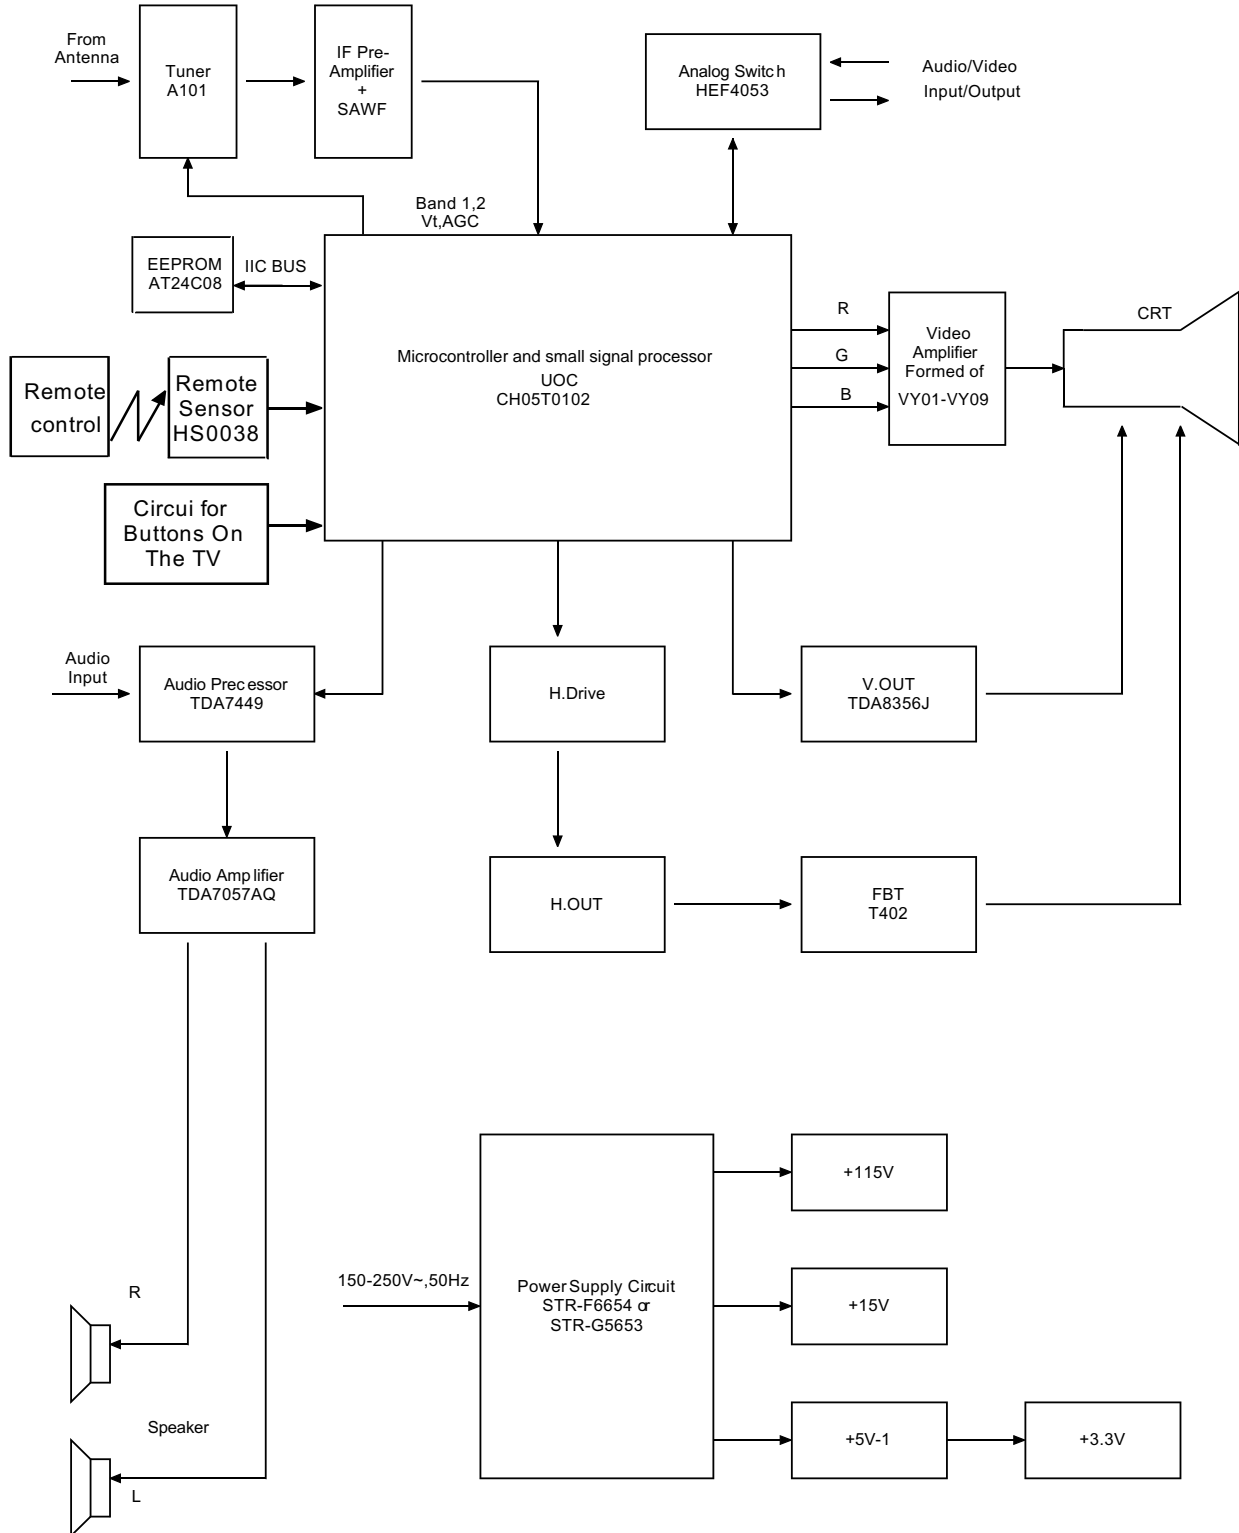 From
Antenna
Tuner
A101
IF Pre-
Amplifier
+
SAWF
Analog Switch
HEF4053
Audio/Video
Input/Output
Band 1,2
Vt,AGC
EEPROM
AT24C08
IIC BUS
Remote
control
Remote
Sensor
HS0038
Circui for
Buttons On
The TV
Microcontroller and small signal processor
UOC
CH05T0102
R
G
B
Video
Amplifier
Formed of
VY01-VY09
CRT
Audio
Input
Audio Precessor
TDA7449
H.Drive
V.OUT
TDA8356J
Audio Amplifier
TDA7057AQ
H.OUT
FBT
T402
R
Speaker
L
150-250V~,50Hz
Power Supply Circuit
STR-F6654 or
STR-G5653
+115V
+15V
+5V-1
+3.3V